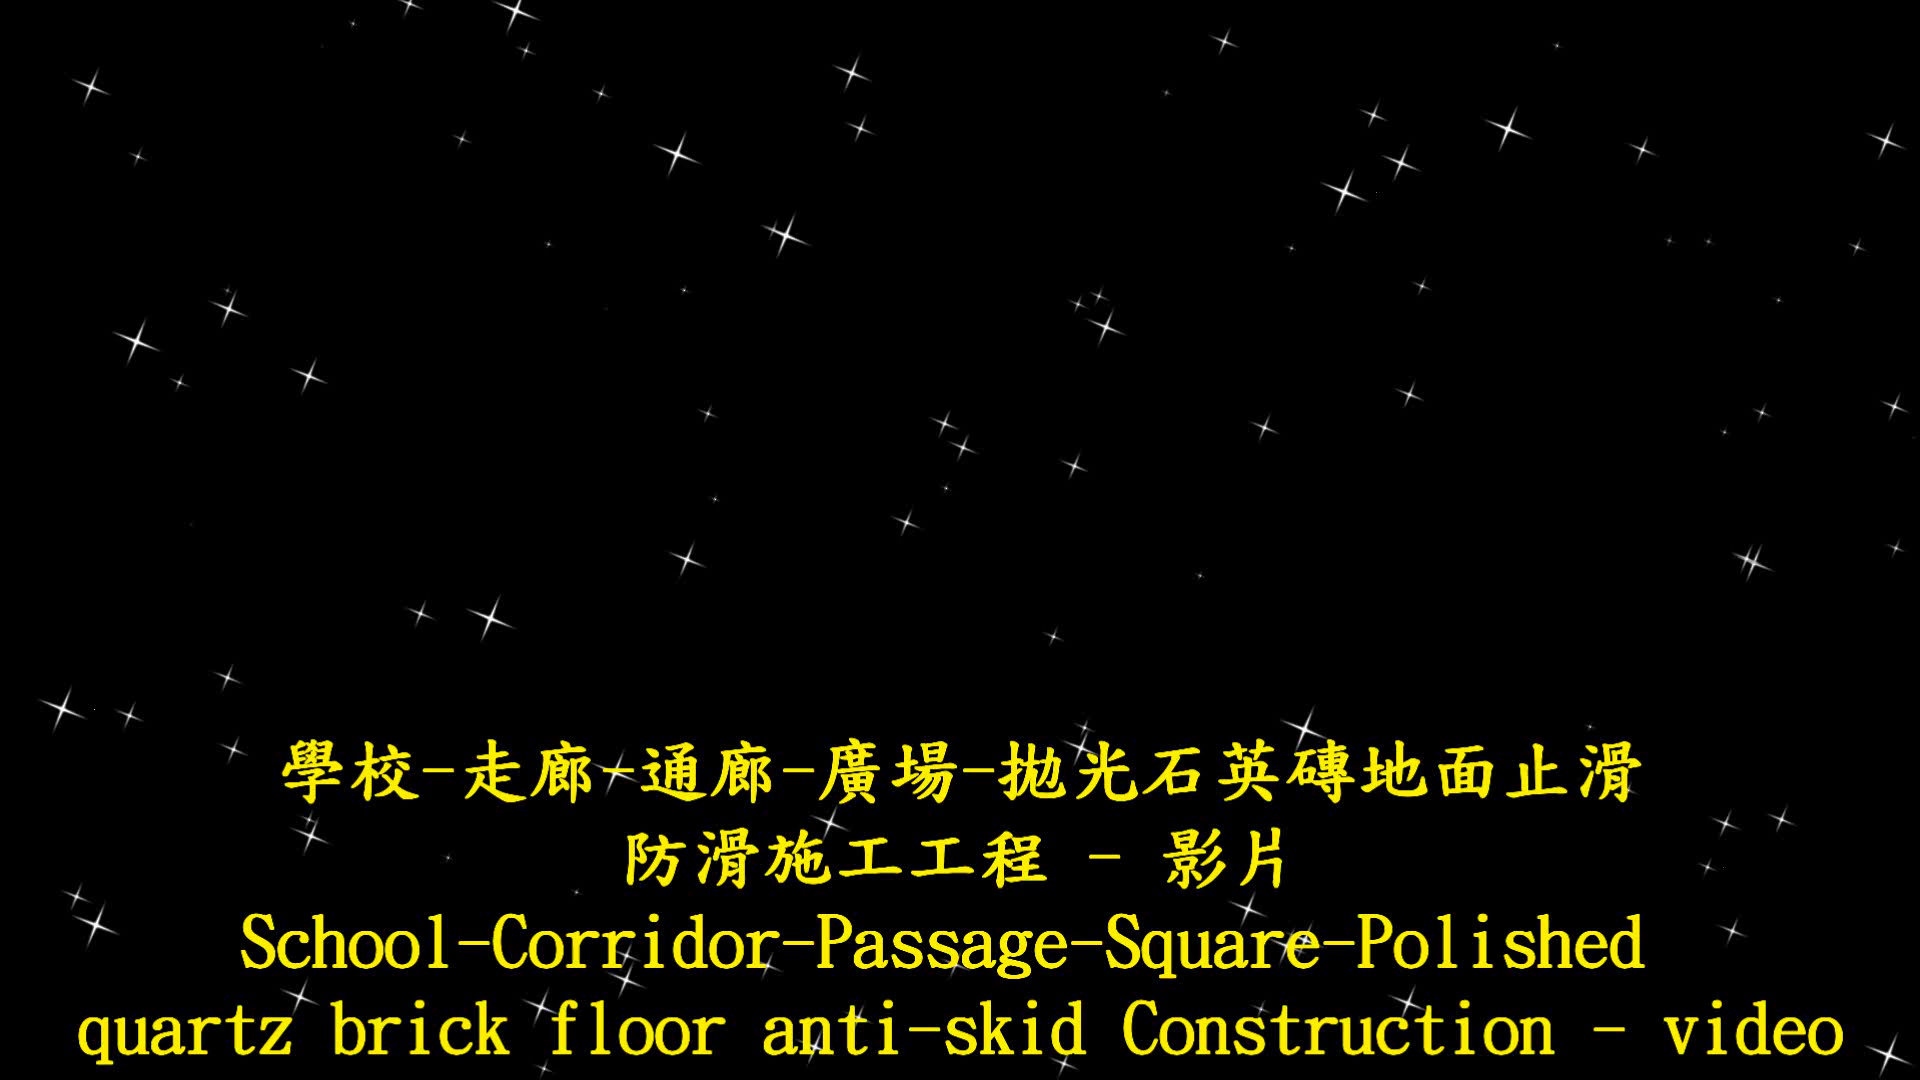 學校-走廊-通廊-廣場-拋光石英磚地面止滑
防滑施工工程 - 影片
School-Corridor-Passage-Square-Polished
quartz brick floor anti-skid Construction - video